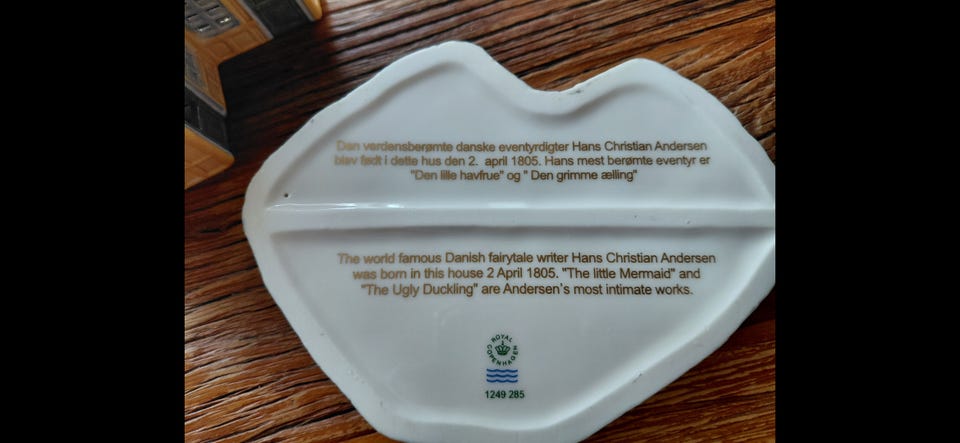 Den verdensberømte danske eventyrdigter Hans Christian Andersen
blev født i dette hus den 2. april 1805. Hans mest berømte eventyr er
"Den lille havfrue" og " Den grimme ælling"
The world famous Danish fairytale writer Hans Christian Andersen
was born in this house 2 April 1805. "The little Mermaid" and
"The Ugly Duckling" are Andersen's most intimate works.
ROYAL
COPENHAGEN
1249 285